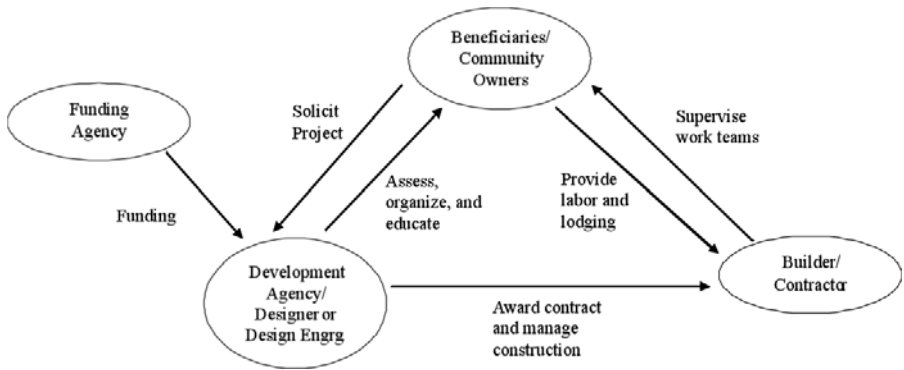 Beneficiaries/
Community
Owners
Funding
Agency
Solicit
Project
Supervise
work teams
Assess,
organize, and
educate
Provide
labor and
lodging
Funding
Development
Agency/
Designer or
Design Engrg
Builder/
Contractor
Award contract
and manage
construction